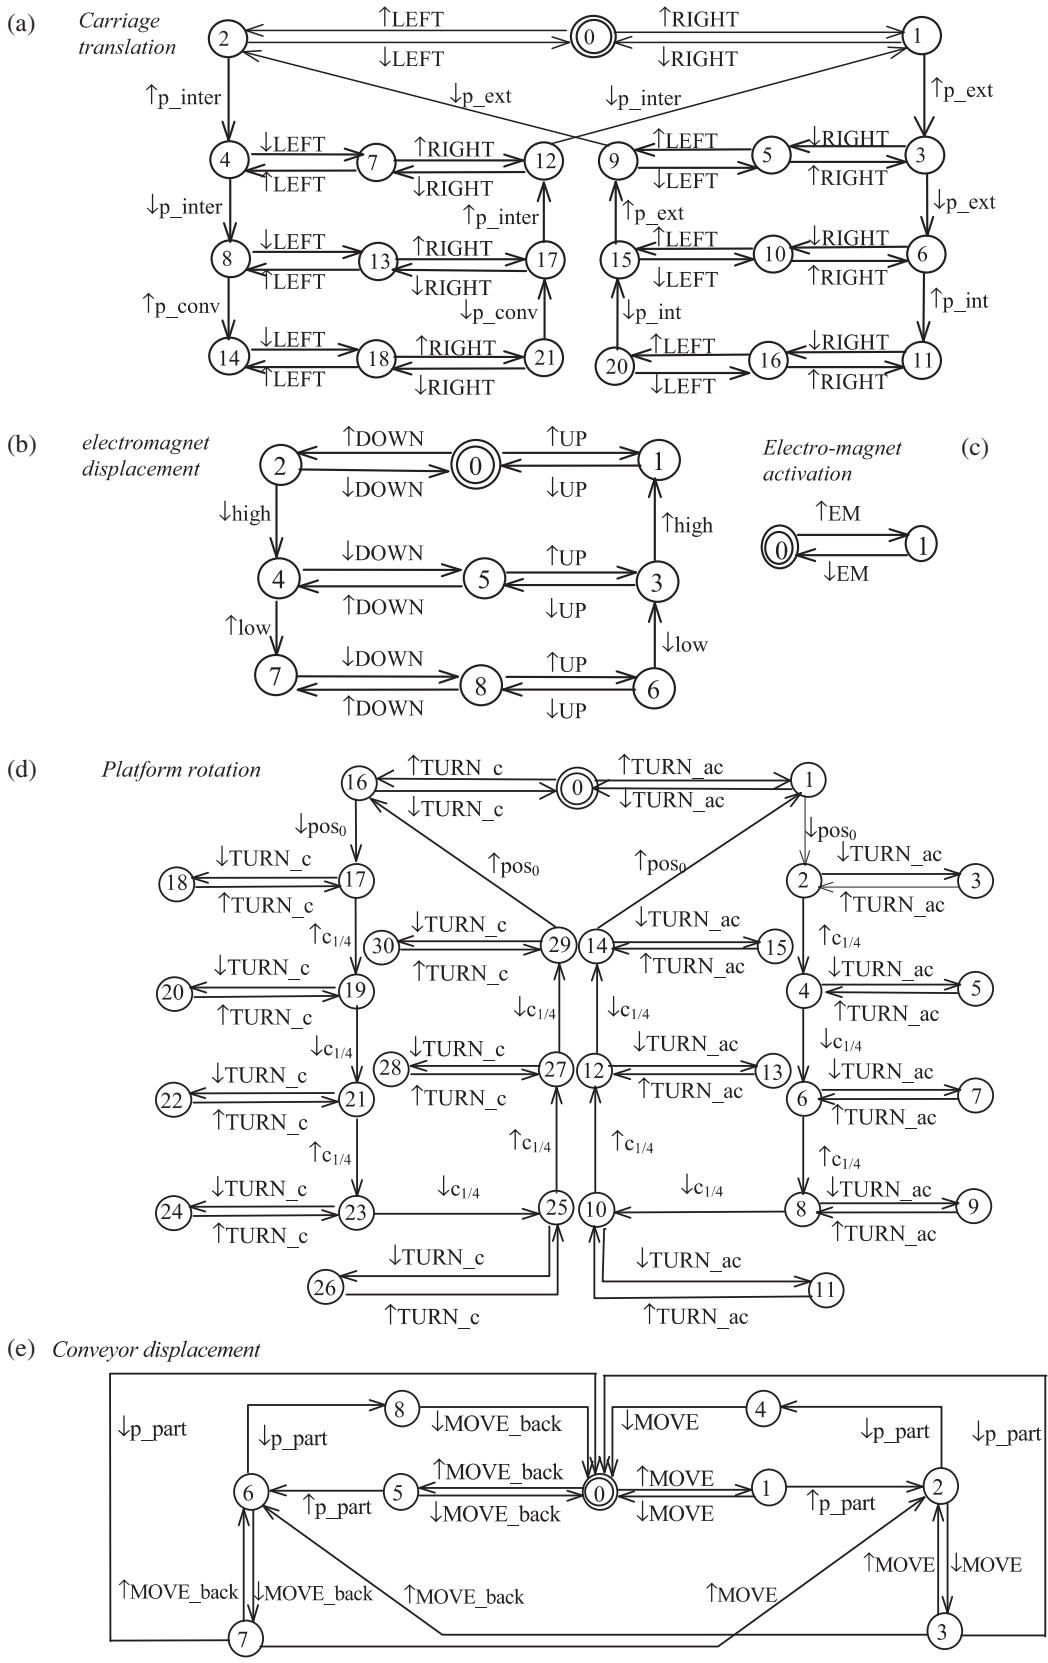 (a) Carriage translation
2 ↑LEFT 0 ↑RIGHT 1
↓LEFT ↓RIGHT
↑p_inter ↓p_ext ↓p_inter ↑p_ext
4 ↓LEFT 7 ↑RIGHT 12 9 ↑LEFT 5 ↓RIGHT 3
↑LEFT ↓RIGHT ↓LEFT ↑RIGHT
↓p_inter ↑p_inter ↑p_ext ↓p_ext
8 ↓LEFT 13 ↑RIGHT 17 15 ↑LEFT 10 ↓RIGHT 6
↑LEFT ↓RIGHT ↓LEFT ↑RIGHT
↑p_conv ↓p_conv ↓p_int ↑p_int
14 ↓LEFT 18 ↑RIGHT 21 20 ↑LEFT 16 ↓RIGHT 11
↑LEFT ↓RIGHT ↓LEFT ↑RIGHT
(b) electromagnet displacement
2 ↑DOWN 0 ↑UP 1
↓DOWN ↓UP
↓high ↑high
4 ↓DOWN 5 ↑UP 3
↑DOWN ↓UP
↑low ↓low
7 ↓DOWN 8 ↑UP 6
↑DOWN ↓UP
Electro-magnet activation (c)
↑EM
0 1
↓EM
(d) Platform rotation
16 ↑TURN_c 0 ↑TURN_ac 1
↓TURN_c ↓TURN_ac
↓pos₀ ↑pos₀ ↑pos₀ ↓pos₀
18 ↓TURN_c 17 2 ↓TURN_ac 3
↑TURN_c ↑TURN_ac
↑c1/4 30 ↓TURN_c 29 14 ↓TURN_ac 15 ↑c1/4
↑TURN_c ↑TURN_ac
20 ↓TURN_c 19 4 ↓TURN_ac 5
↑TURN_c ↑TURN_ac
↓c1/4 ↓c1/4 ↓c1/4 ↓c1/4
28 ↓TURN_c 27 12 ↓TURN_ac 13
↑TURN_c ↑TURN_ac
22 ↓TURN_c 21 6 ↓TURN_ac 7
↑TURN_c ↑TURN_ac
↑c1/4 ↑c1/4 ↑c1/4 ↑c1/4
24 ↓TURN_c 23 ↓c1/4 25 10 ↓c1/4 8 ↓TURN_ac 9
↑TURN_c ↑TURN_ac
26 ↓TURN_c ↓TURN_ac 11
↑TURN_c ↑TURN_ac
(e) Conveyor displacement
↓p_part ↓p_part 8 ↓MOVE_back ↓MOVE 4 ↓p_part ↓p_part
6 ↑p_part 5 ↑MOVE_back 0 ↑MOVE 1 ↑p_part 2
↓MOVE_back ↓MOVE
↑MOVE_back ↓MOVE_back ↑MOVE_back ↑MOVE ↑MOVE ↓MOVE
7 3